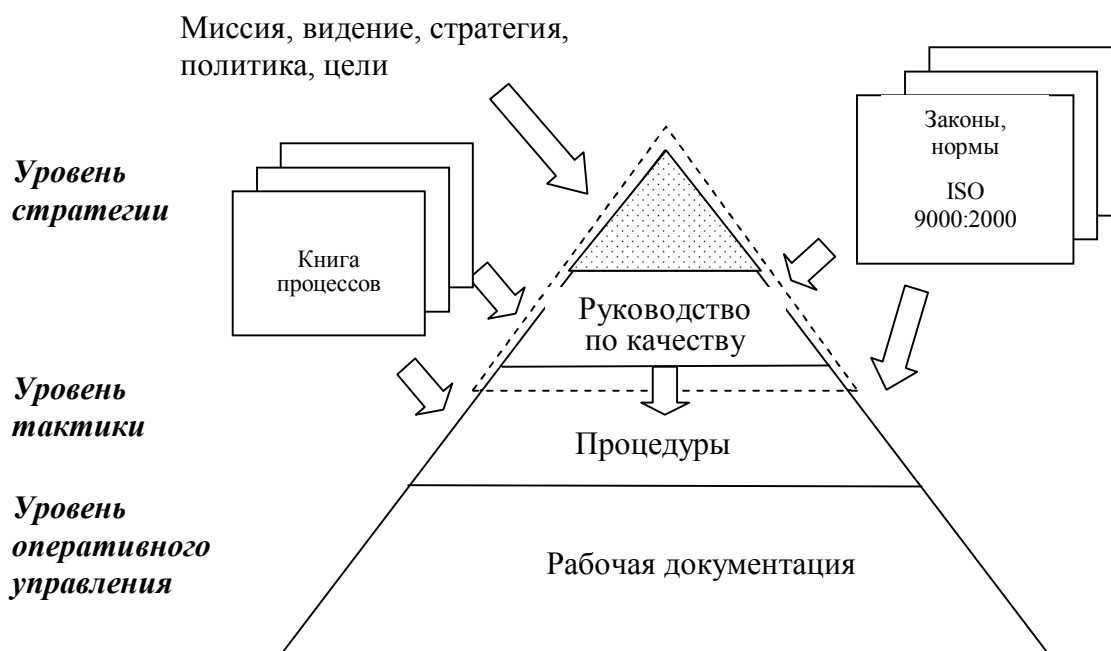 Миссия, видение, стратегия,
политика, цели
Законы,
нормы
ISO
9000:2000
Уровень
стратегии
Книга
процессов
Руководство
по качеству
Уровень
тактики
Процедуры
Уровень
оперативного
управления
Рабочая документация